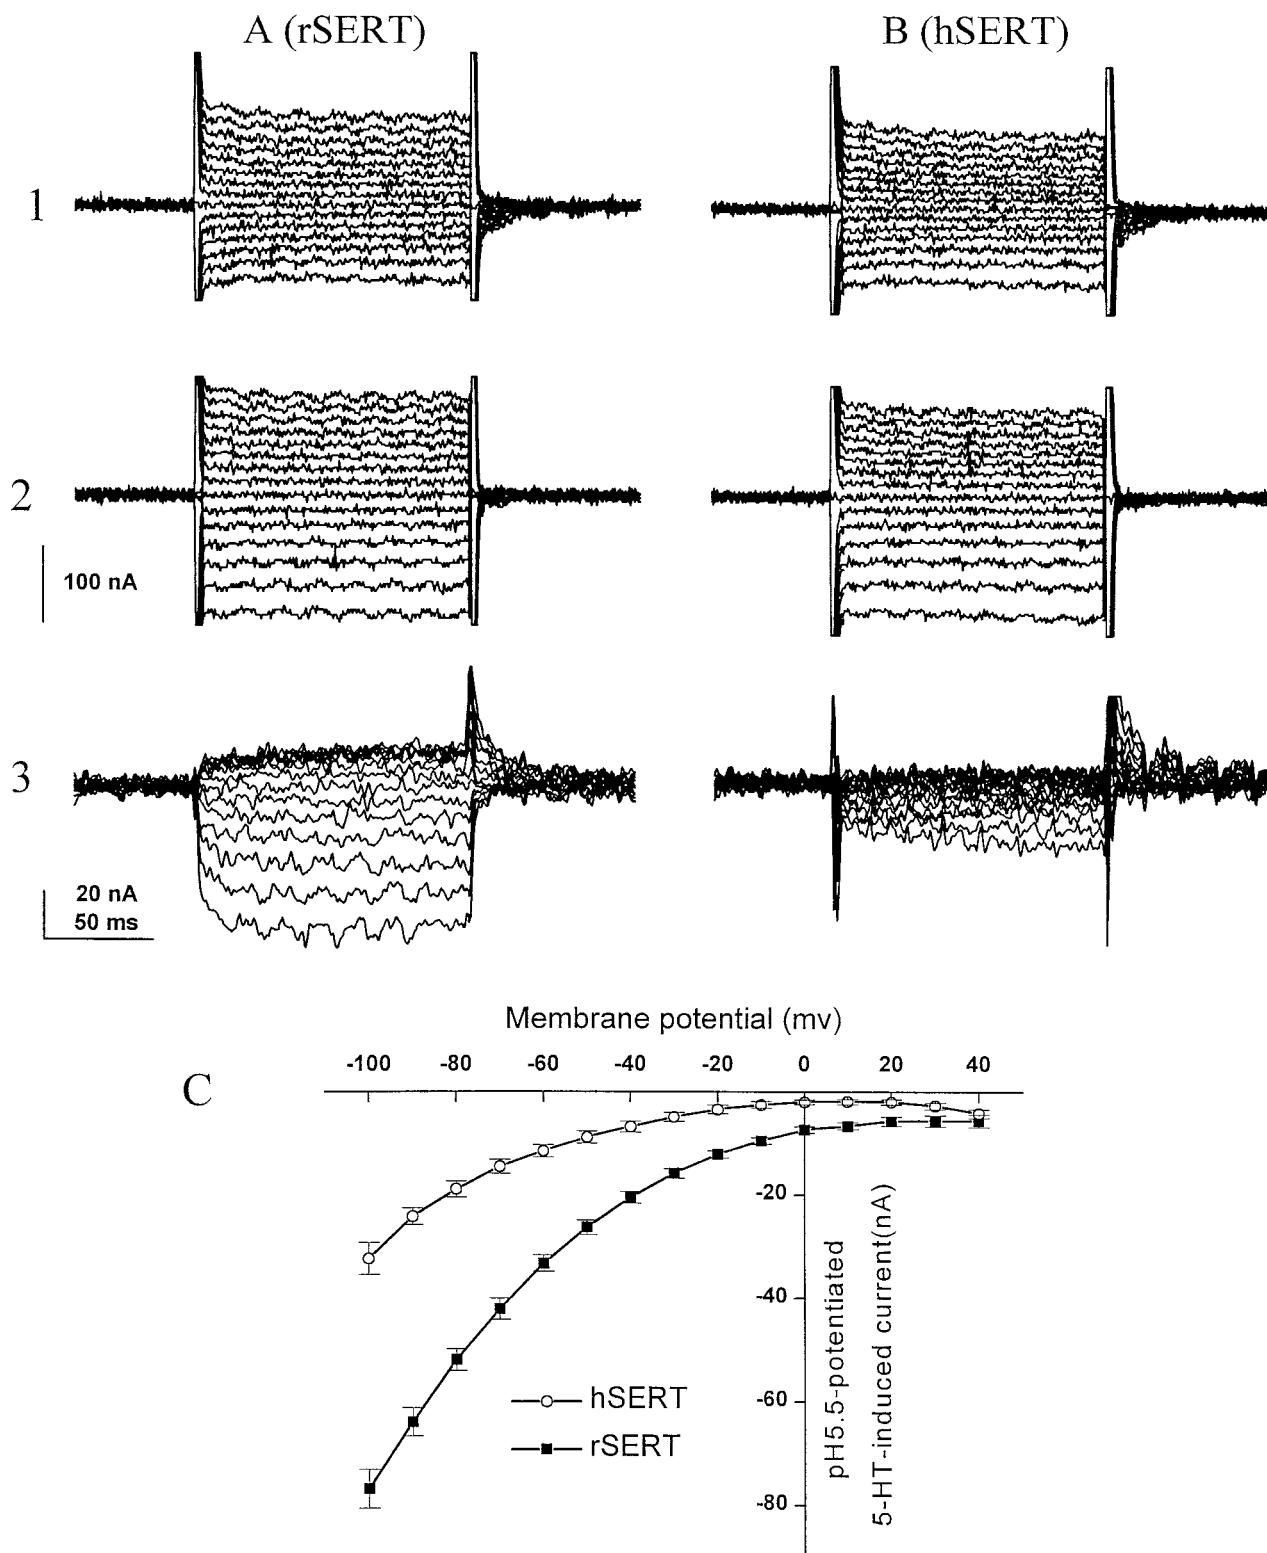 A (rSERT)
B (hSERT)
1
2
100 nA
3
20 nA
50 ms
Membrane potential (mv)
C
-100 -80 -60 -40 -20 0 20 40
-20
-40
-60
-80
pH5.5-potentiated
5-HT-induced current(nA)
hSERT
rSERT